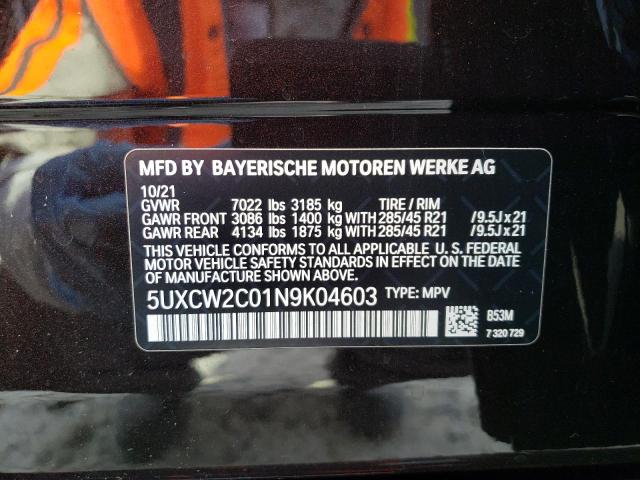 MFD BY BAYERISCHE MOTOREN WERKE AG
10/21
GVWR 7022 lbs 3185 kg TIRE / RIM
GAWR FRONT 3086 lbs 1400 kg WITH 285/45 R21 /9.5J x 21
GAWR REAR 4134 lbs 1875 kg WITH 285/45 R21 /9.5J x 21
THIS VEHICLE CONFORMS TO ALL APPLICABLE U. S. FEDERAL
MOTOR VEHICLE SAFETY STANDARDS IN EFFECT ON THE DATE
OF MANUFACTURE SHOWN ABOVE.
5UXCW2C01N9K04603 TYPE: MPV
B53M
7 320 729